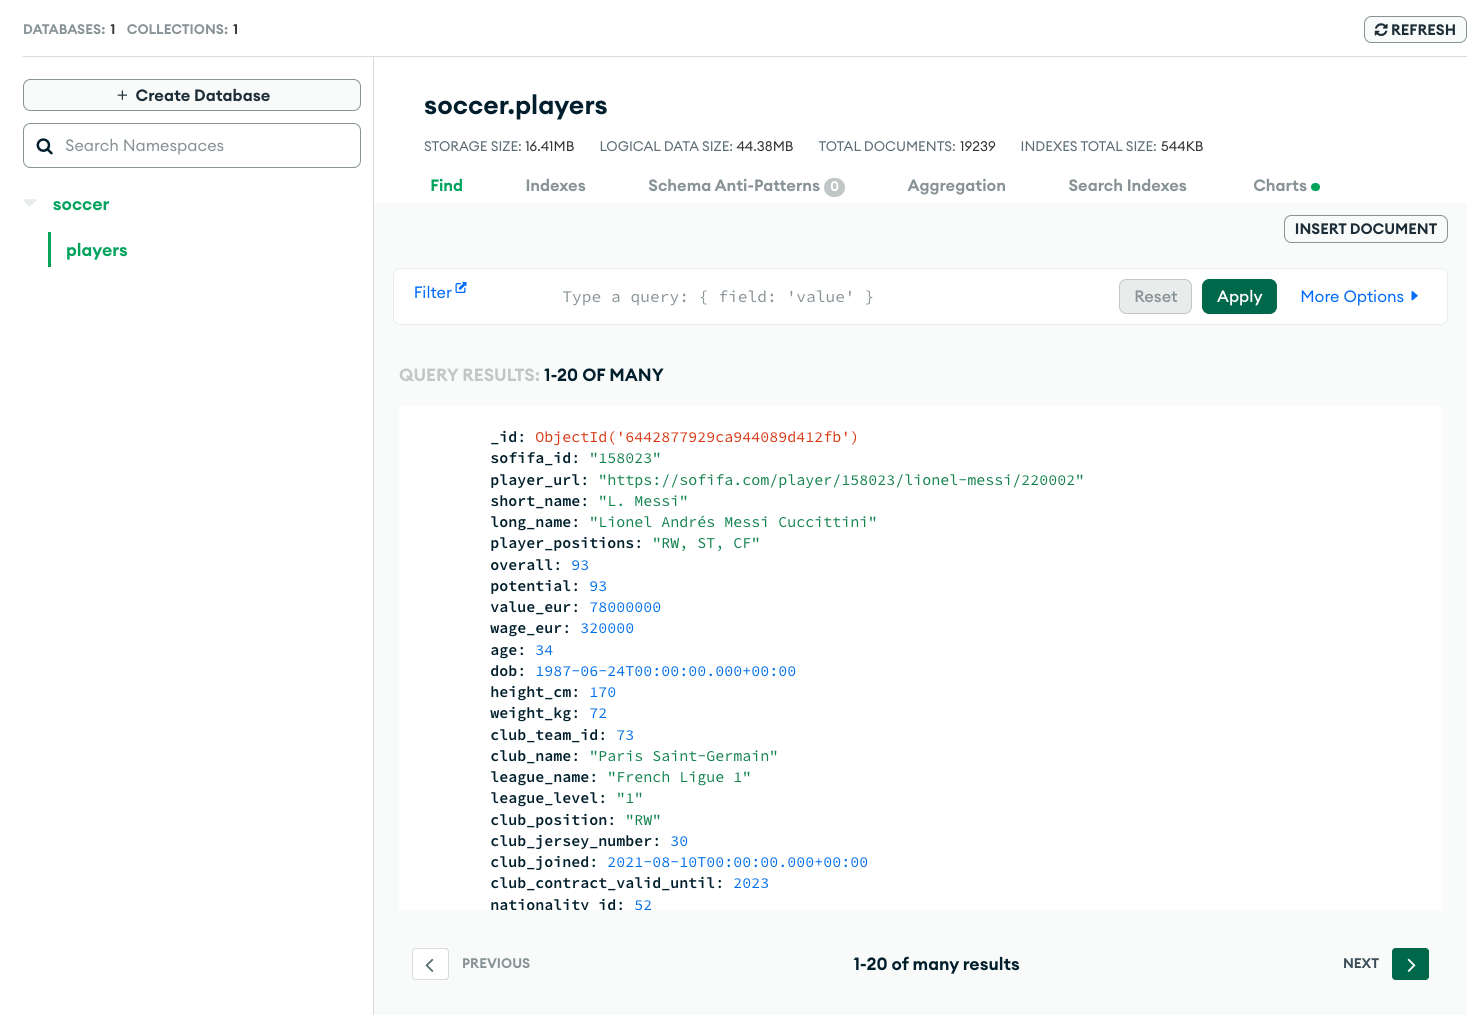 DATABASES: 1 COLLECTIONS: 1
REFRESH
+ Create Database
Search Namespaces
soccer
players
soccer.players
STORAGE SIZE: 16.41MB LOGICAL DATA SIZE: 44.38MB TOTAL DOCUMENTS: 19239 INDEXES TOTAL SIZE: 544KB
Find Indexes Schema Anti-Patterns 0 Aggregation Search Indexes Charts
INSERT DOCUMENT
Filter Type a query: { field: 'value' } Reset Apply More Options
QUERY RESULTS: 1-20 OF MANY
_id: ObjectId('6442877929ca944089d412fb')
sofifa_id: "158023"
player_url: "https://sofifa.com/player/158023/lionel-messi/220002"
short_name: "L. Messi"
long_name: "Lionel Andrés Messi Cuccittini"
player_positions: "RW, ST, CF"
overall: 93
potential: 93
value_eur: 78000000
wage_eur: 320000
age: 34
dob: 1987-06-24T00:00:00.000+00:00
height_cm: 170
weight_kg: 72
club_team_id: 73
club_name: "Paris Saint-Germain"
league_name: "French Ligue 1"
league_level: "1"
club_position: "RW"
club_jersey_number: 30
club_joined: 2021-08-10T00:00:00.000+00:00
club_contract_valid_until: 2023
nationality_id: 52
PREVIOUS 1-20 of many results NEXT